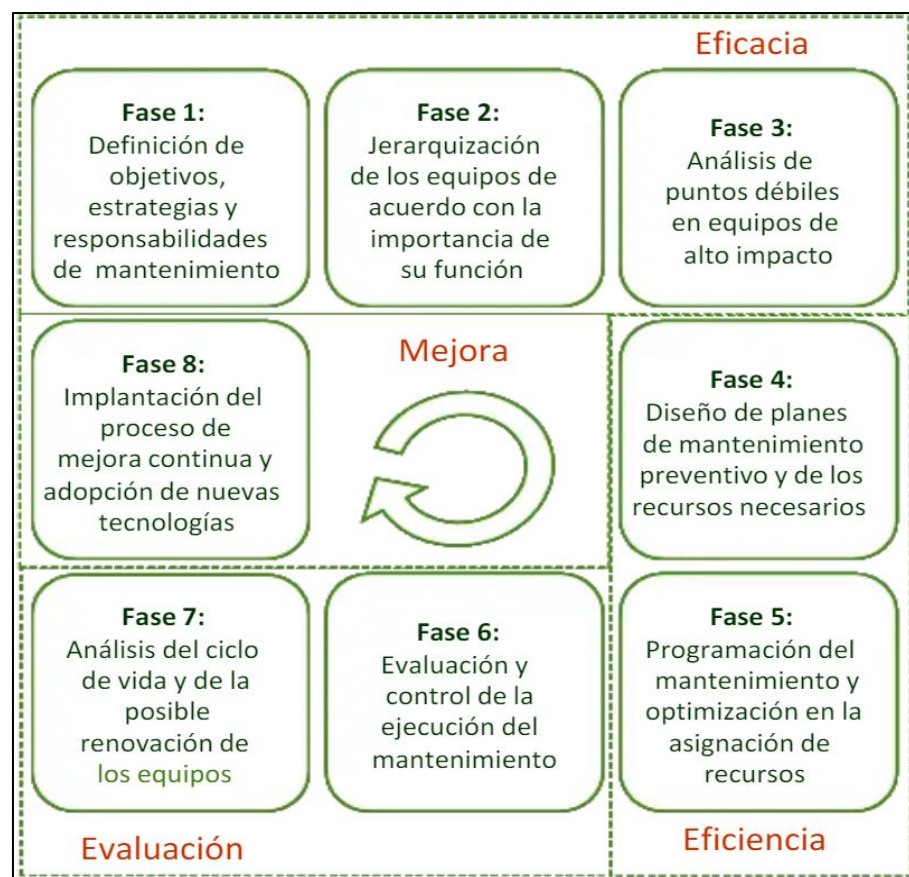 Eficacia
Fase 1:
Definición de
objetivos,
estrategias y
responsabilidades
de mantenimiento
Fase 2:
Jerarquización
de los equipos de
acuerdo con la
importancia de
su función
Fase 3:
Análisis de
puntos débiles
en equipos de
alto impacto
Fase 8:
Implantación del
proceso de
mejora continua y
adopción de nuevas
tecnologías
Mejora
Fase 4:
Diseño de planes
de mantenimiento
preventivo y de los
recursos necesarios
Fase 7:
Análisis del ciclo
de vida y de la
posible
renovación de
los equipos
Fase 6:
Evaluación y
control de la
ejecución del
mantenimiento
Fase 5:
Programación del
mantenimiento y
optimización en la
asignación de
recursos
Evaluación
Eficiencia